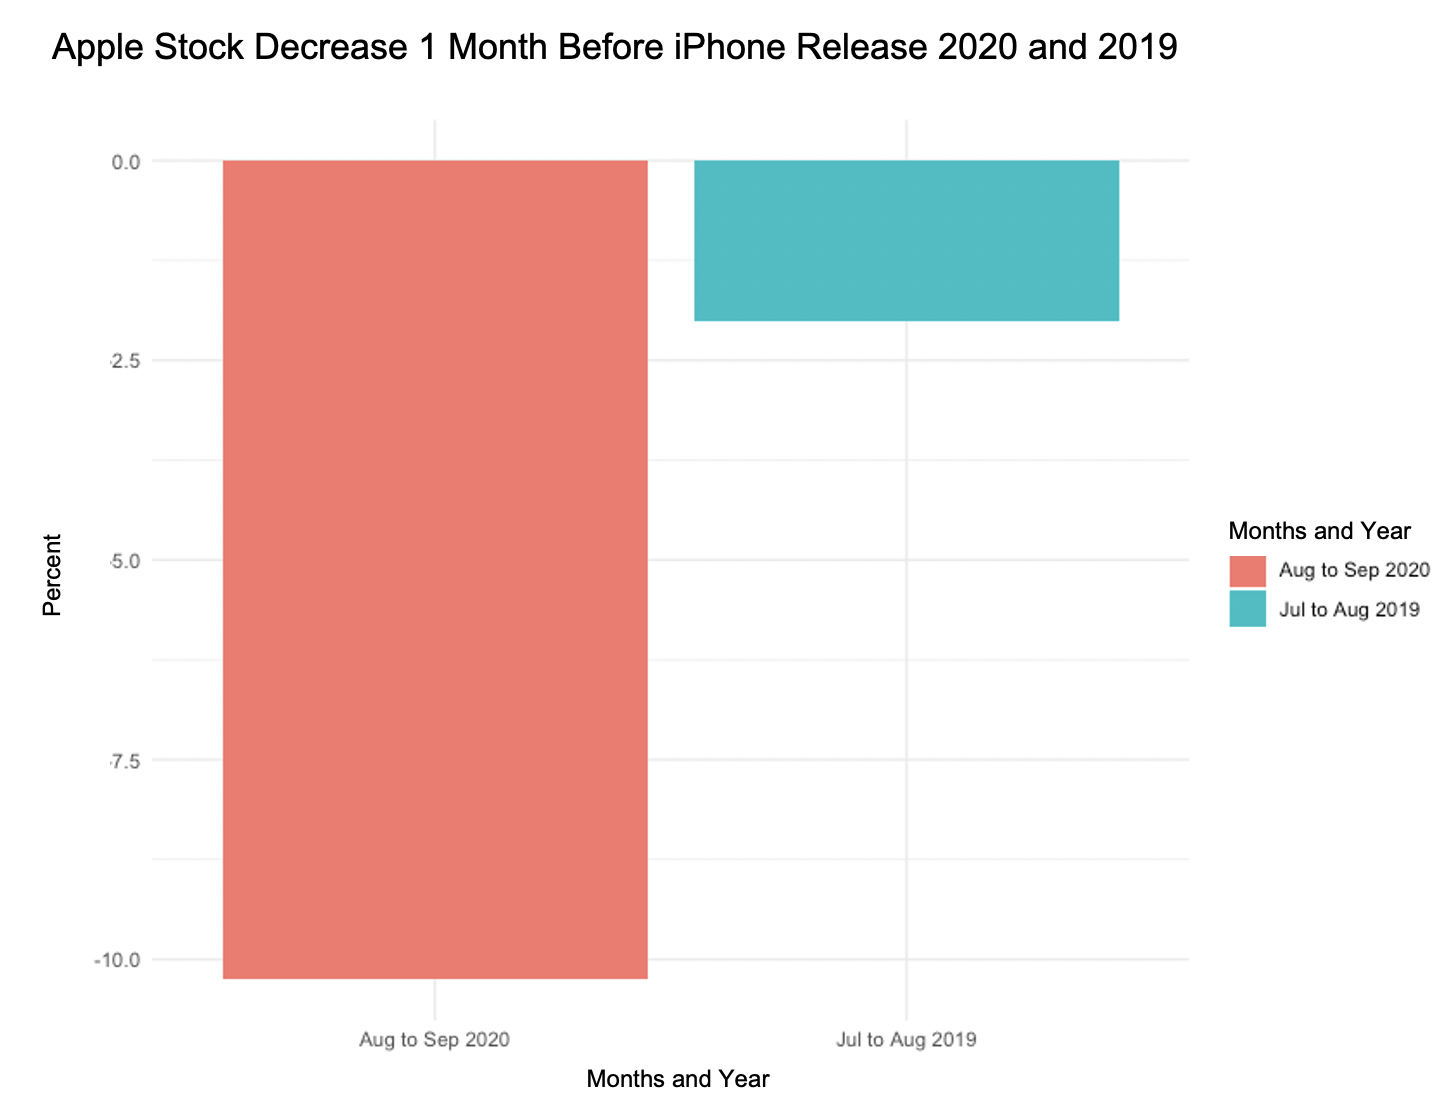 Apple Stock Decrease 1 Month Before iPhone Release 2020 and 2019
0.0
-2.5
-5.0
-7.5
-10.0
Percent
Aug to Sep 2020
Jul to Aug 2019
Months and Year
Months and Year
Aug to Sep 2020
Jul to Aug 2019